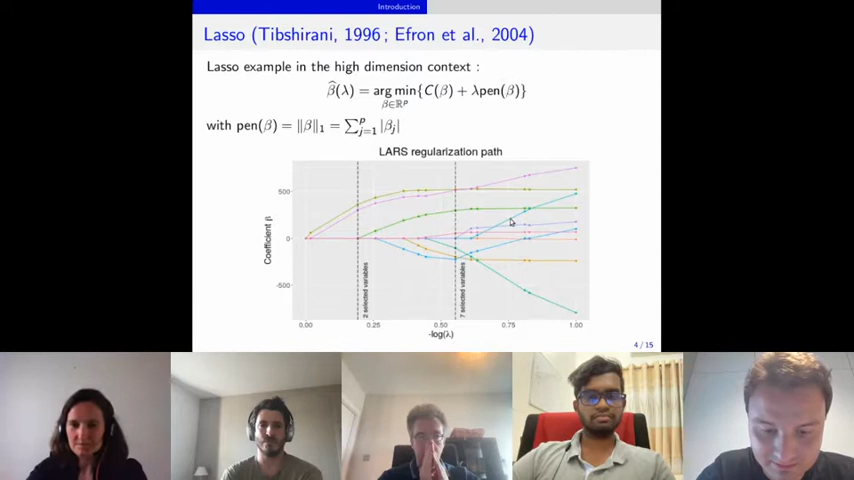 Introduction
Lasso (Tibshirani, 1996 ; Efron et al., 2004)
Lasso example in the high dimension context :
β̂(λ) = arg min{C(β) + λpen(β)}
β∈ℝᵖ
with pen(β) = ‖β‖₁ = ∑ᵖⱼ₌₁ |βⱼ|
LARS regularization path
Coefficient β
500
0
-500
2 selected variables
7 selected variables
0.00 0.25 0.50 0.75 1.00
-log(λ)
4 / 15